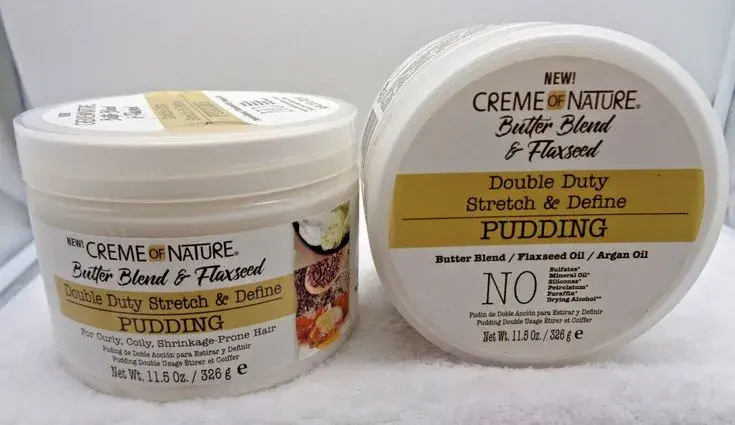 NEW! CREME OF NATURE®
Butter Blend & Flaxseed
Double Duty Stretch & Define
PUDDING
For Curly, Coily, Shrinkage-Prone Hair
Pudin de Doble Acción para Estirar y Definir
Pudding Double Usage Étirer et Coiffer
Net Wt. 11.5 Oz. / 326 g e
NEW!
CREME OF NATURE®
Butter Blend
& Flaxseed
Double Duty
Stretch & Define
PUDDING
Butter Blend / Flaxseed Oil / Argan Oil
NO
Sulfates*
Mineral Oil*
Silicones*
Petrolatum*
Paraffin*
Drying Alcohol**
Pudin de Doble Acción para Estirar y Definir
Pudding Double Usage Étirer et Coiffer
Net Wt. 11.5 Oz. / 326 g e